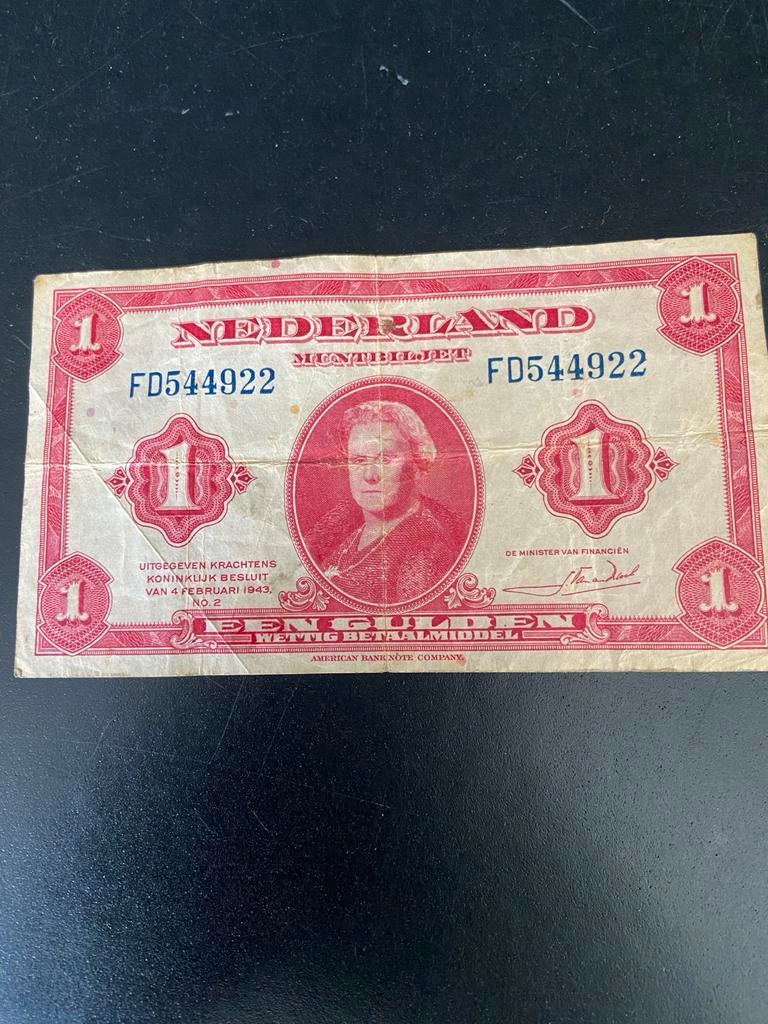 1 1
NEDERLAND
MUNTBILJET
FD544922 FD544922
1 1
UITGEGEVEN KRACHTENS
KONINKLIJK BESLUIT
VAN 4 FEBRUARI 1943,
NO. 2
DE MINISTER VAN FINANCIËN
1 1
EEN GULDEN
WETTIG BETAALMIDDEL
AMERICAN BANK NOTE COMPANY.